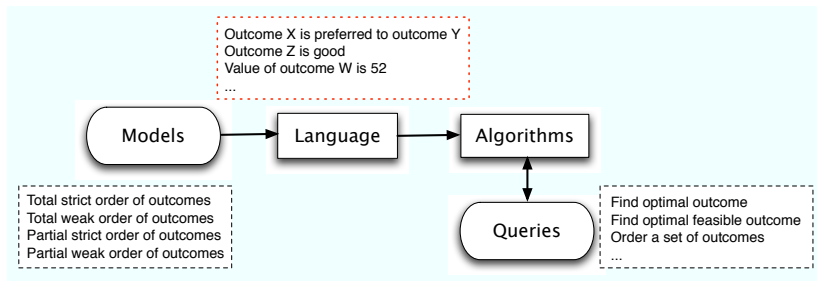 Outcome X is preferred to outcome Y
Outcome Z is good
Value of outcome W is 52
...
Models
Language
Algorithms
Total strict order of outcomes
Total weak order of outcomes
Partial strict order of outcomes
Partial weak order of outcomes
Queries
Find optimal outcome
Find optimal feasible outcome
Order a set of outcomes
...